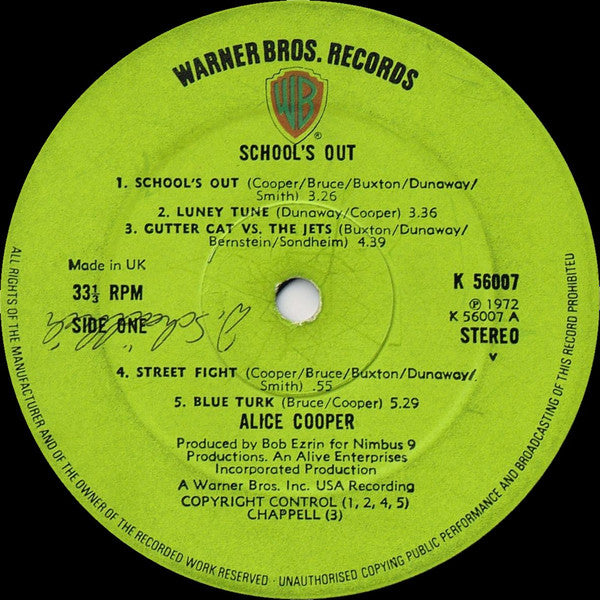 WARNER BROS. RECORDS
WB
®
SCHOOL'S OUT
1. SCHOOL'S OUT (Cooper/Bruce/Buxton/Dunaway/
Smith) 3.26
2. LUNEY TUNE (Dunaway/Cooper) 3.36
3. GUTTER CAT VS. THE JETS (Buxton/Dunaway/
Bernstein/Sondheim) 4.39
Made in UK
33⅓ RPM
SIDE ONE
K 56007
℗ 1972
K 56007 A
STEREO
v
4. STREET FIGHT (Cooper/Bruce/Buxton/Dunaway/
Smith) .55
5. BLUE TURK (Bruce/Cooper) 5.29
ALICE COOPER
Produced by Bob Ezrin for Nimbus 9
Productions. An Alive Enterprises
Incorporated Production
A Warner Bros. Inc. USA Recording
COPYRIGHT CONTROL (1, 2, 4, 5)
CHAPPELL (3)
ALL RIGHTS OF THE MANUFACTURER AND OF THE OWNER OF THE RECORDED WORK RESERVED · UNAUTHORISED COPYING PUBLIC PERFORMANCE AND BROADCASTING OF THIS RECORD PROHIBITED